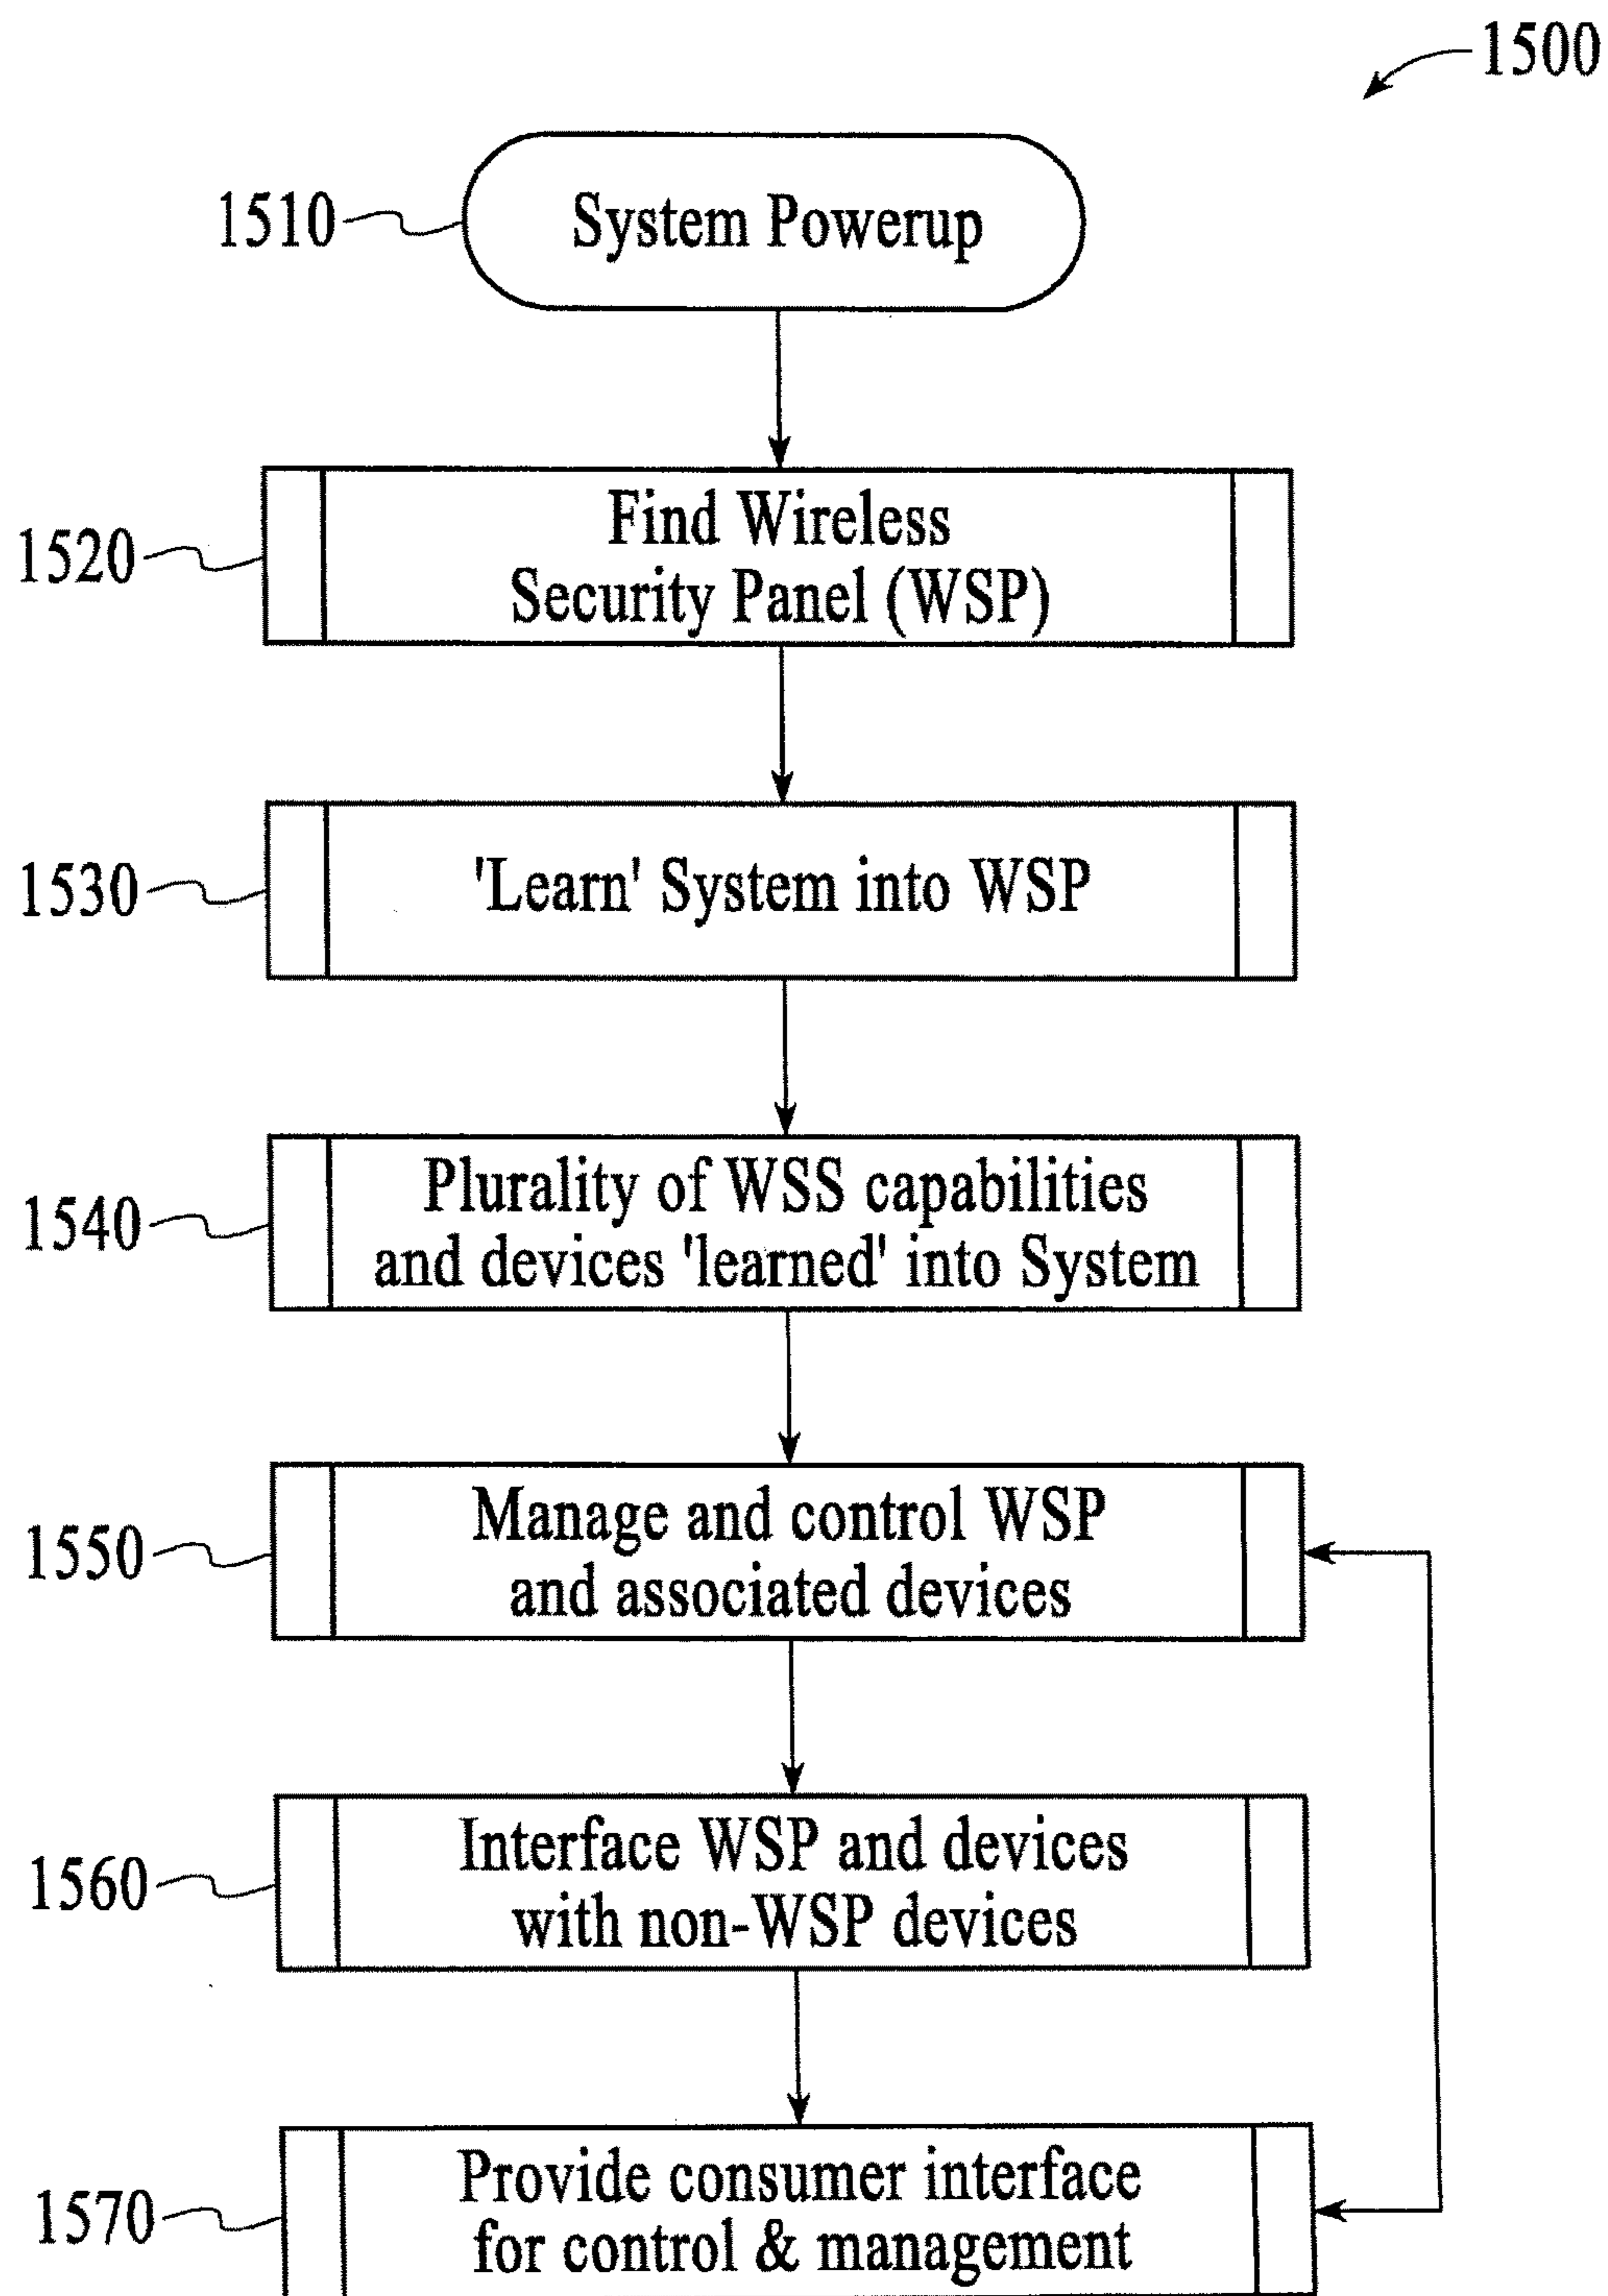 1500
1510
System Powerup
1520
Find Wireless
Security Panel (WSP)
1530
'Learn' System into WSP
1540
Plurality of WSS capabilities
and devices 'learned' into System
1550
Manage and control WSP
and associated devices
1560
Interface WSP and devices
with non-WSP devices
1570
Provide consumer interface
for control & management